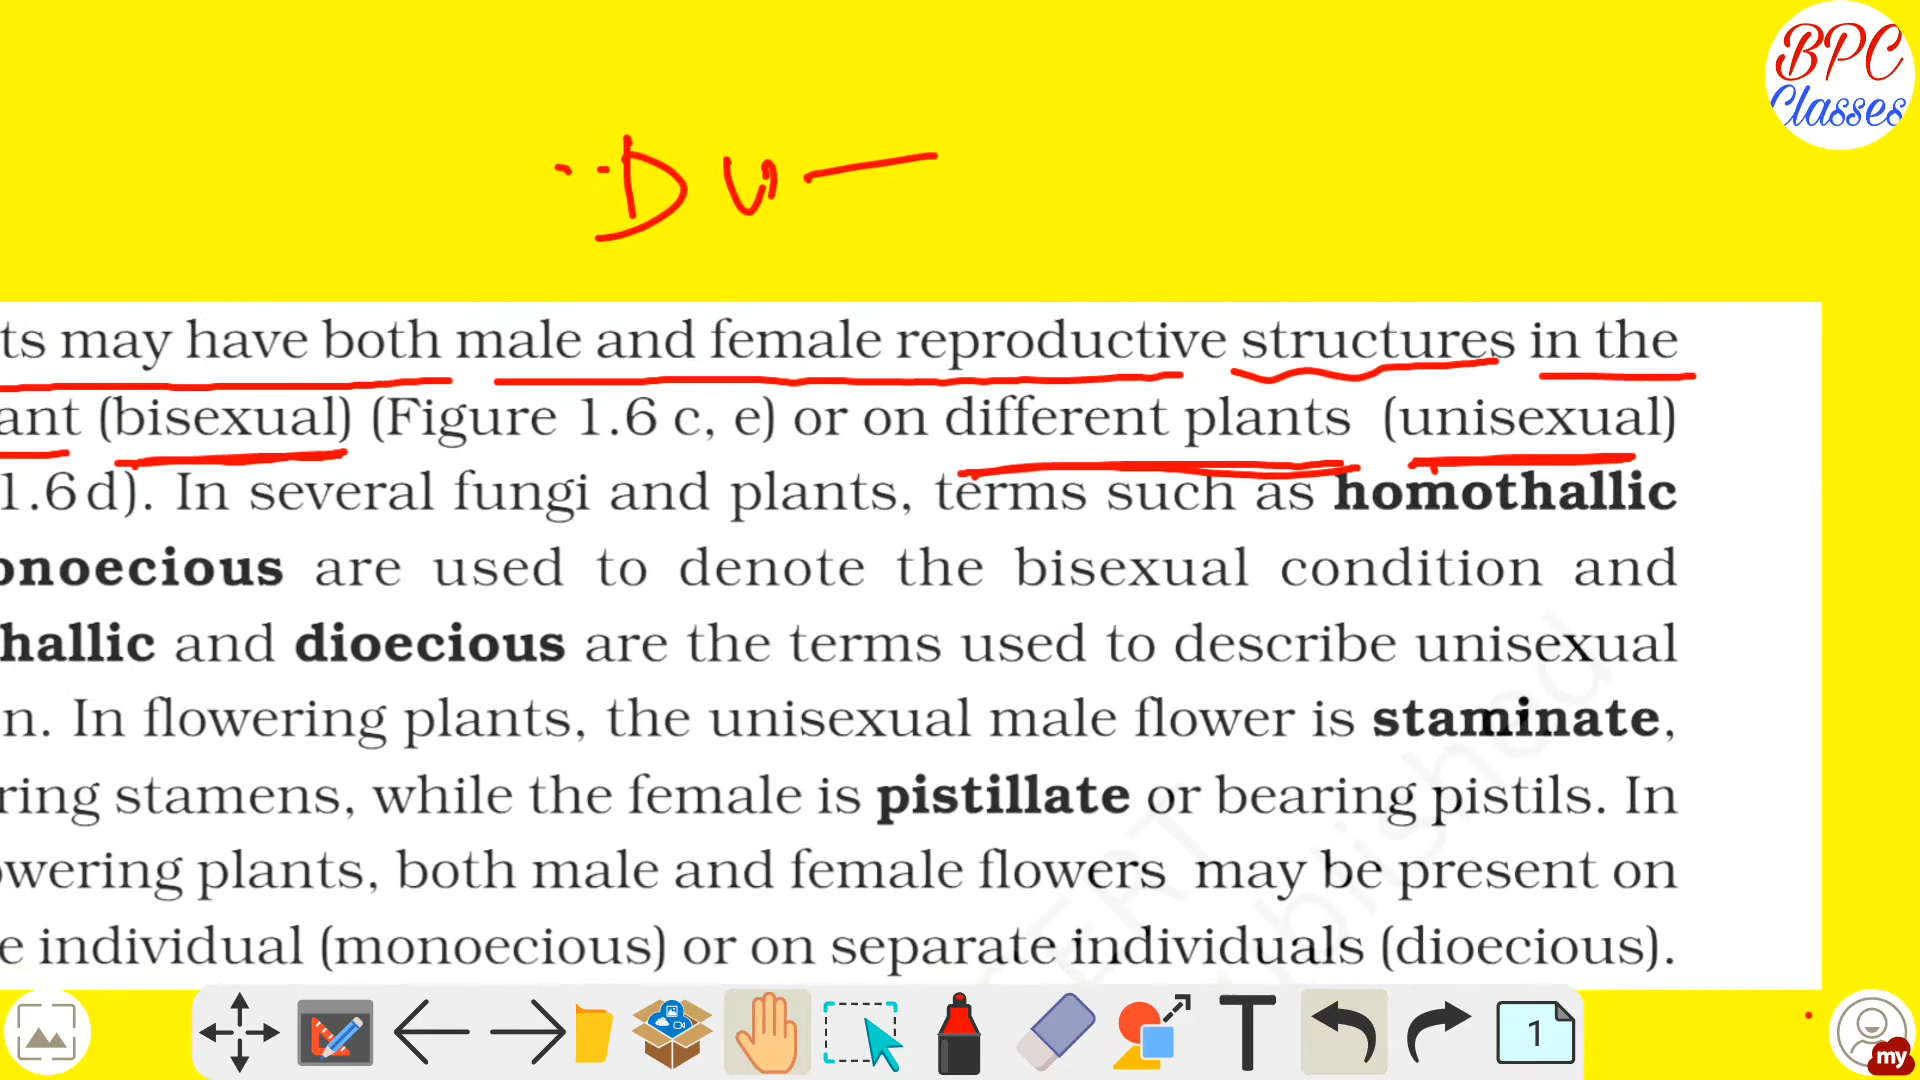 BPC
Classes
D
ts may have both male and female reproductive structures in the
ant (bisexual) (Figure 1.6 c, e) or on different plants (unisexual)
1.6 d). In several fungi and plants, terms such as homothallic
onoecious are used to denote the bisexual condition and
hallic and dioecious are the terms used to describe unisexual
n. In flowering plants, the unisexual male flower is staminate,
ring stamens, while the female is pistillate or bearing pistils. In
owering plants, both male and female flowers may be present on
e individual (monoecious) or on separate individuals (dioecious).
T
1
my